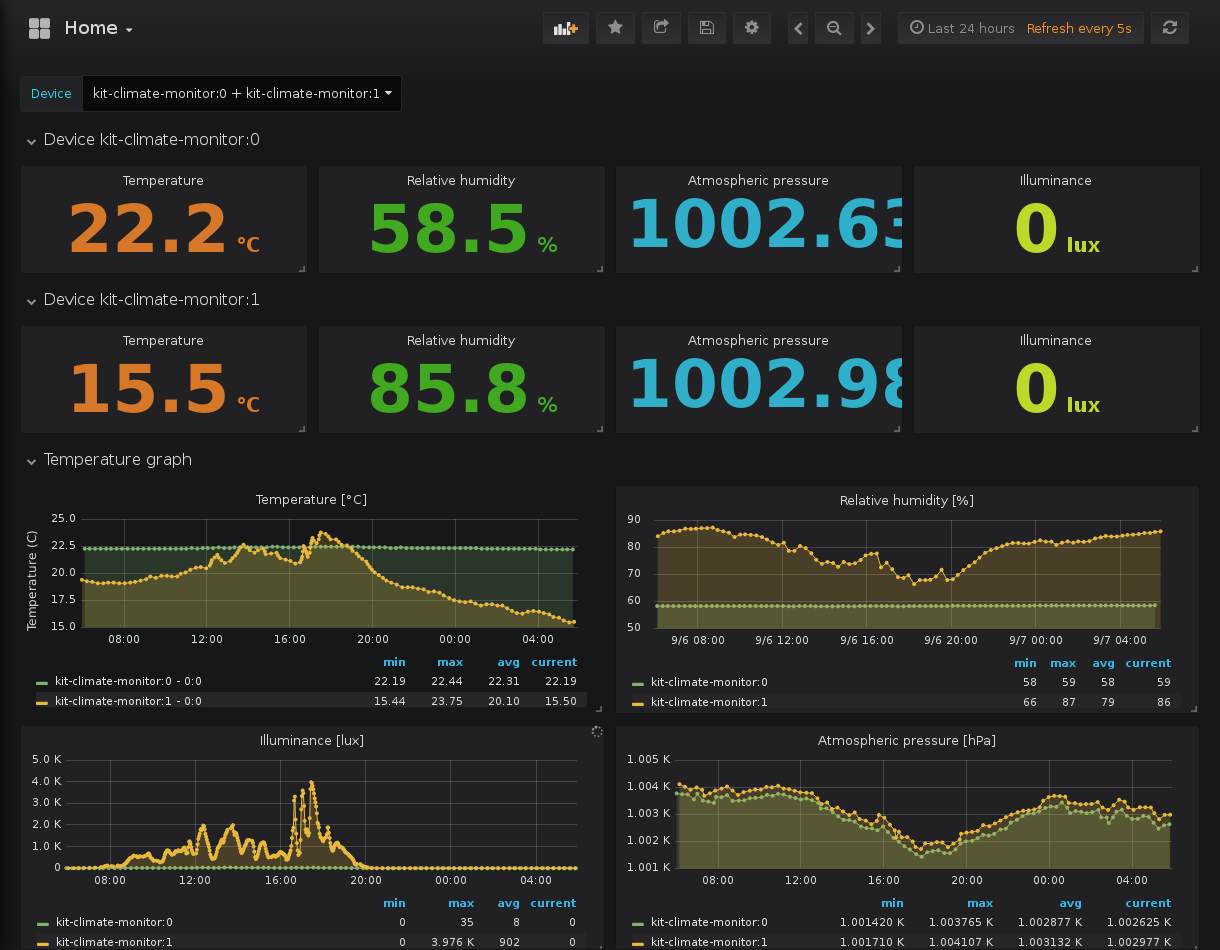 Home
Last 24 hours Refresh every 5s
Device kit-climate-monitor:0 + kit-climate-monitor:1
Device kit-climate-monitor:0
Temperature Relative humidity Atmospheric pressure Illuminance
22.2 °C 58.5 % 1002.63 0 lux
Device kit-climate-monitor:1
Temperature Relative humidity Atmospheric pressure Illuminance
15.5 °C 85.8 % 1002.98 0 lux
Temperature graph
Temperature [°C]
Temperature (C)
25.0
22.5
20.0
17.5
15.0
08:00 12:00 16:00 20:00 00:00 04:00
min max avg current
kit-climate-monitor:0 - 0:0 22.19 22.44 22.31 22.19
kit-climate-monitor:1 - 0:0 15.44 23.75 20.10 15.50
Relative humidity [%]
90
80
70
60
50
9/6 08:00 9/6 12:00 9/6 16:00 9/6 20:00 9/7 00:00 9/7 04:00
min max avg current
kit-climate-monitor:0 58 59 58 59
kit-climate-monitor:1 66 87 79 86
Illuminance [lux]
5.0 K
4.0 K
3.0 K
2.0 K
1.0 K
0
08:00 12:00 16:00 20:00 00:00 04:00
min max avg current
kit-climate-monitor:0 0 35 8 0
kit-climate-monitor:1 0 3.976 K 902 0
Atmospheric pressure [hPa]
1.005 K
1.004 K
1.003 K
1.002 K
1.001 K
08:00 12:00 16:00 20:00 00:00 04:00
min max avg current
kit-climate-monitor:0 1.001420 K 1.003765 K 1.002877 K 1.002625 K
kit-climate-monitor:1 1.001710 K 1.004107 K 1.003132 K 1.002977 K